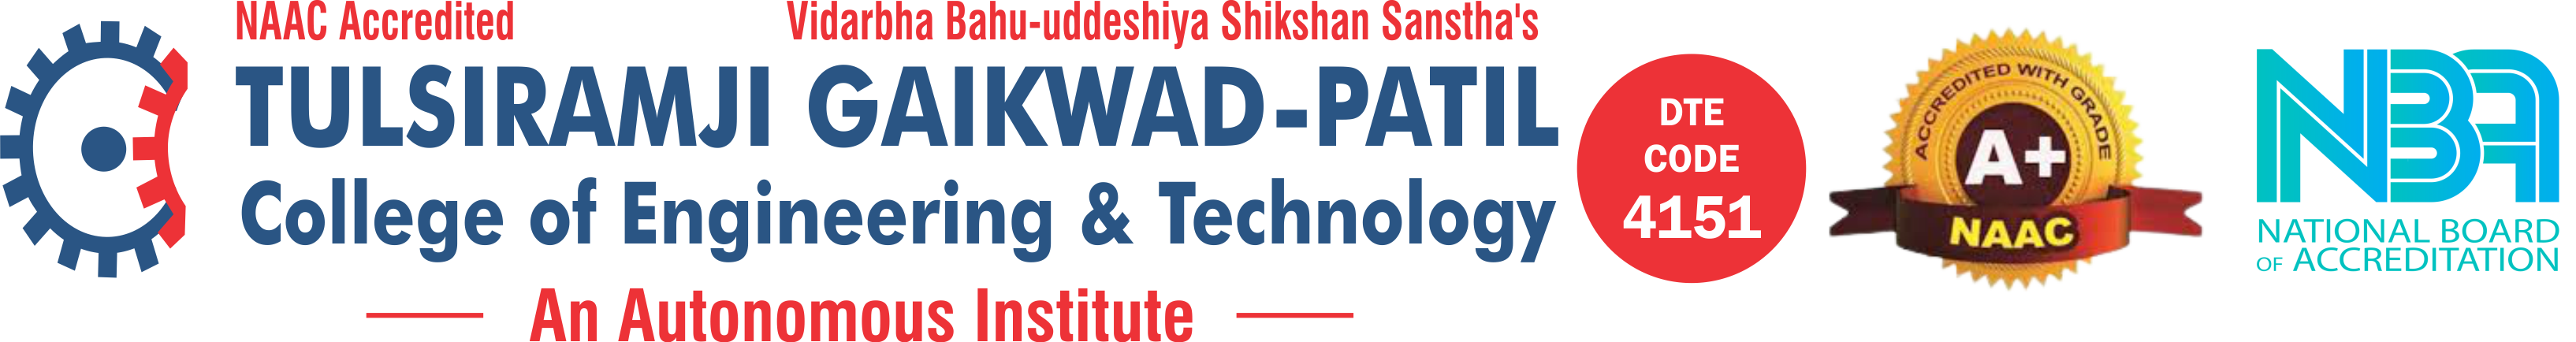 NAAC Accredited
Vidarbha Bahu-uddeshiya Shikshan Sanstha's
TULSIRAMJI GAIKWAD-PATIL
College of Engineering & Technology
An Autonomous Institute
DTE
CODE
4151
ACCREDITED WITH GRADE
A+
NAAC
NBA
NATIONAL BOARD
OF ACCREDITATION